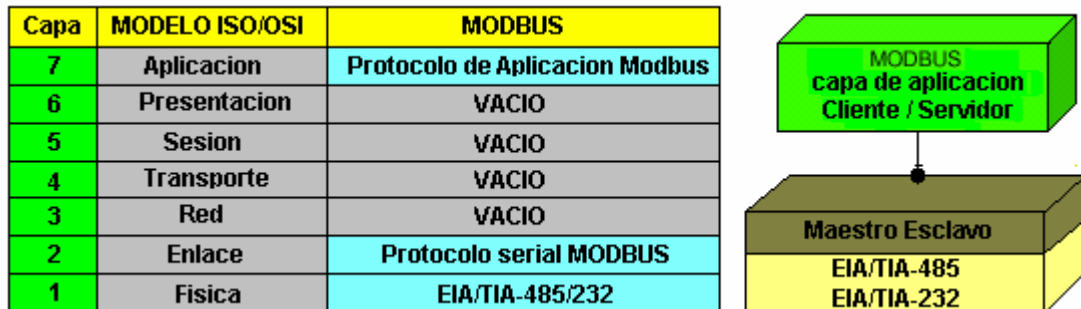 Capa MODELO ISO/OSI MODBUS
7 Aplicacion Protocolo de Aplicacion Modbus
6 Presentacion VACIO
5 Sesion VACIO
4 Transporte VACIO
3 Red VACIO
2 Enlace Protocolo serial MODBUS
1 Fisica EIA/TIA-485/232
MODBUS
capa de aplicacion
Cliente / Servidor
Maestro Esclavo
EIA/TIA-485
EIA/TIA-232